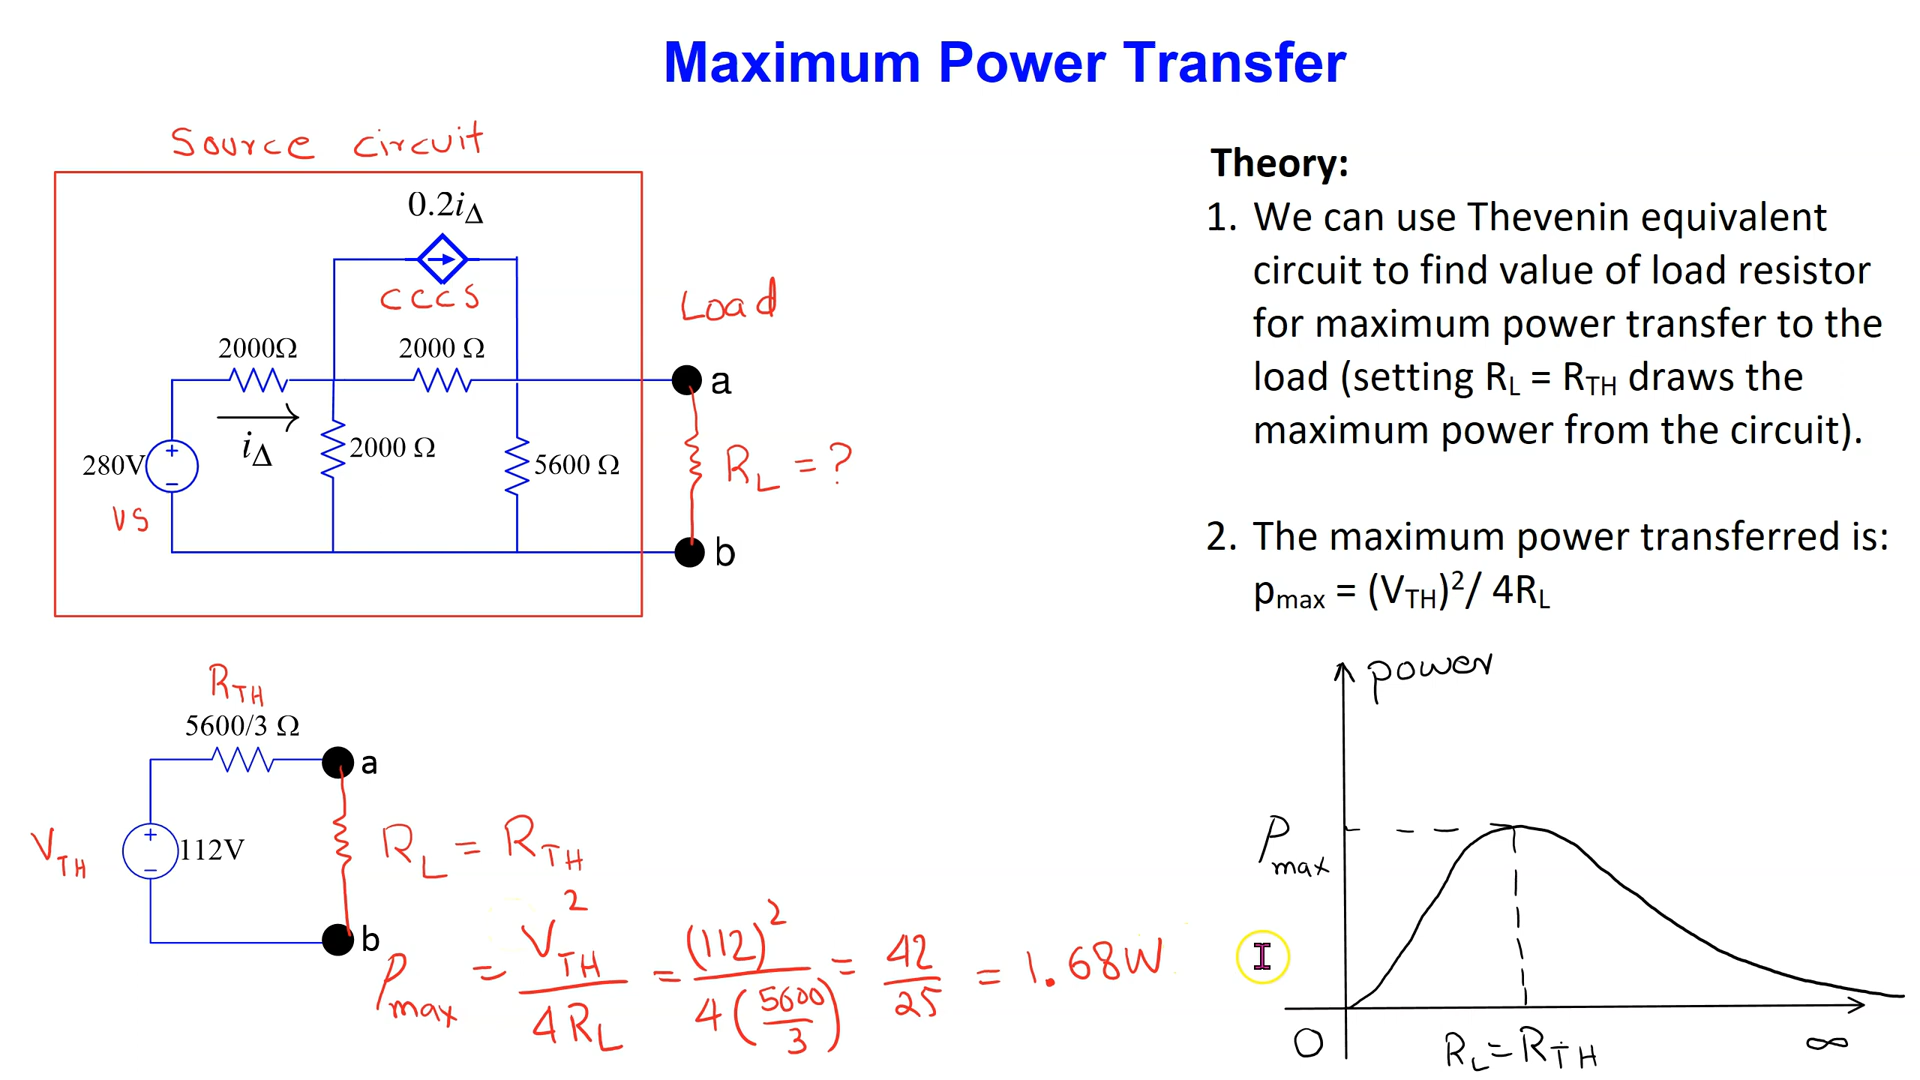 Maximum Power Transfer
Source circuit
0.2iΔ
CCCS
Load
2000Ω
2000 Ω
a
iΔ
2000 Ω
280V
+
−
5600 Ω
RL = ?
VS
b
Theory:
1. We can use Thevenin equivalent
circuit to find value of load resistor
for maximum power transfer to the
load (setting RL = RTH draws the
maximum power from the circuit).
2. The maximum power transferred is:
pmax = (VTH)²/ 4RL
RTH
5600/3 Ω
a
VTH
+
−
112V
RL = RTH
b
Pmax = VTH²/4RL = (112)²/4(5600/3) = 42/25 = 1.68W
power
Pmax
0
RL=RTH
∞